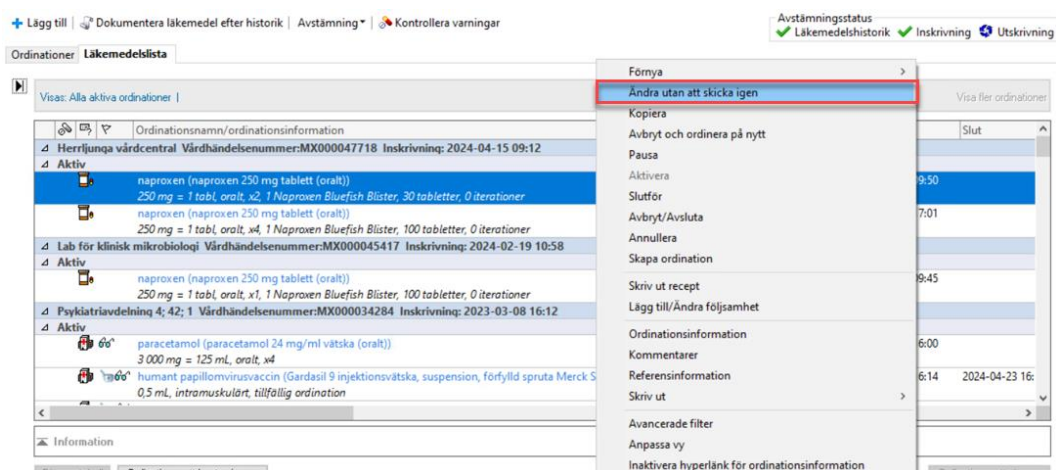 Lägg till | Dokumentera läkemedel efter historik | Avstämning | Kontrollera varningar
Avstämningsstatus
Läkemedelshistorik Inskrivning Utskrivning
Ordinationer Läkemedelslista
Visas: Alla aktiva ordinationer |
Visa fler ordinationer
Ordinationsnamn/ordinationsinformation
Slut
Herrljunga vårdcentral Vårdhändelsenummer:MX000047718 Inskrivning: 2024-04-15 09:12
Aktiv
naproxen (naproxen 250 mg tablett (oralt))
9:50
250 mg = 1 tabl, oralt, x2, 1 Naproxen Bluefish Blister, 30 tabletter, 0 iterationer
naproxen (naproxen 250 mg tablett (oralt))
7:01
250 mg = 1 tabl, oralt, x4, 1 Naproxen Bluefish Blister, 100 tabletter, 0 iterationer
Lab för klinisk mikrobiologi Vårdhändelsenummer:MX000045417 Inskrivning: 2024-02-19 10:58
Aktiv
naproxen (naproxen 250 mg tablett (oralt))
9:45
250 mg = 1 tabl, oralt, x1, 1 Naproxen Bluefish Blister, 100 tabletter, 0 iterationer
Psykiatriavdelning 4; 42; 1 Vårdhändelsenummer:MX000034284 Inskrivning: 2023-03-08 16:12
Aktiv
paracetamol (paracetamol 24 mg/ml vätska (oralt))
6:00
3 000 mg = 125 mL, oralt, x4
humant papillomvirusvaccin (Gardasil 9 injektionsvätska, suspension, förfylld spruta Merck S
6:14 2024-04-23 16:
0,5 mL, intramuskulärt, tillfällig ordination
Information
Förnya
Ändra utan att skicka igen
Kopiera
Avbryt och ordinera på nytt
Pausa
Aktivera
Slutför
Avbryt/Avsluta
Annullera
Skapa ordination
Skriv ut recept
Lägg till/Ändra följsamhet
Ordinationsinformation
Kommentarer
Referensinformation
Skriv ut
Avancerade filter
Anpassa vy
Inaktivera hyperlänk för ordinationsinformation